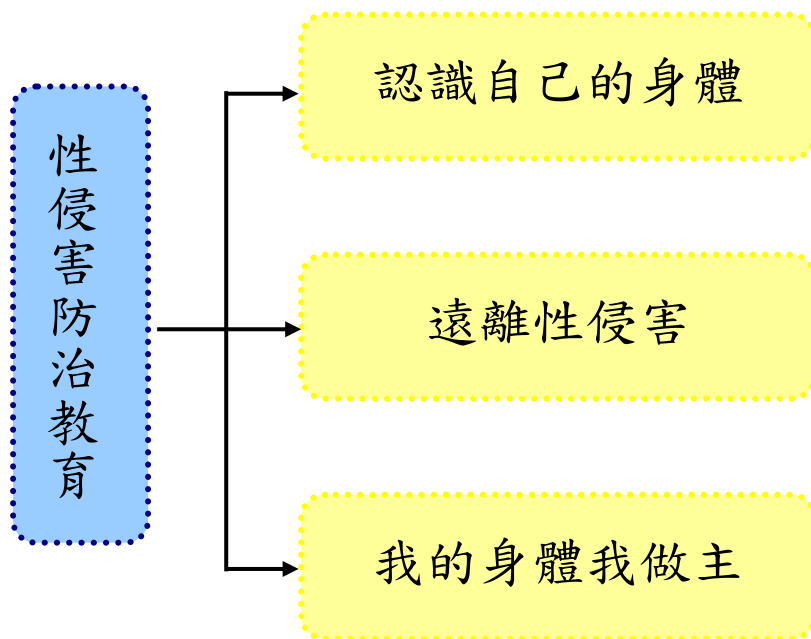 性侵害防治教育
認識自己的身體
遠離性侵害
我的身體我做主